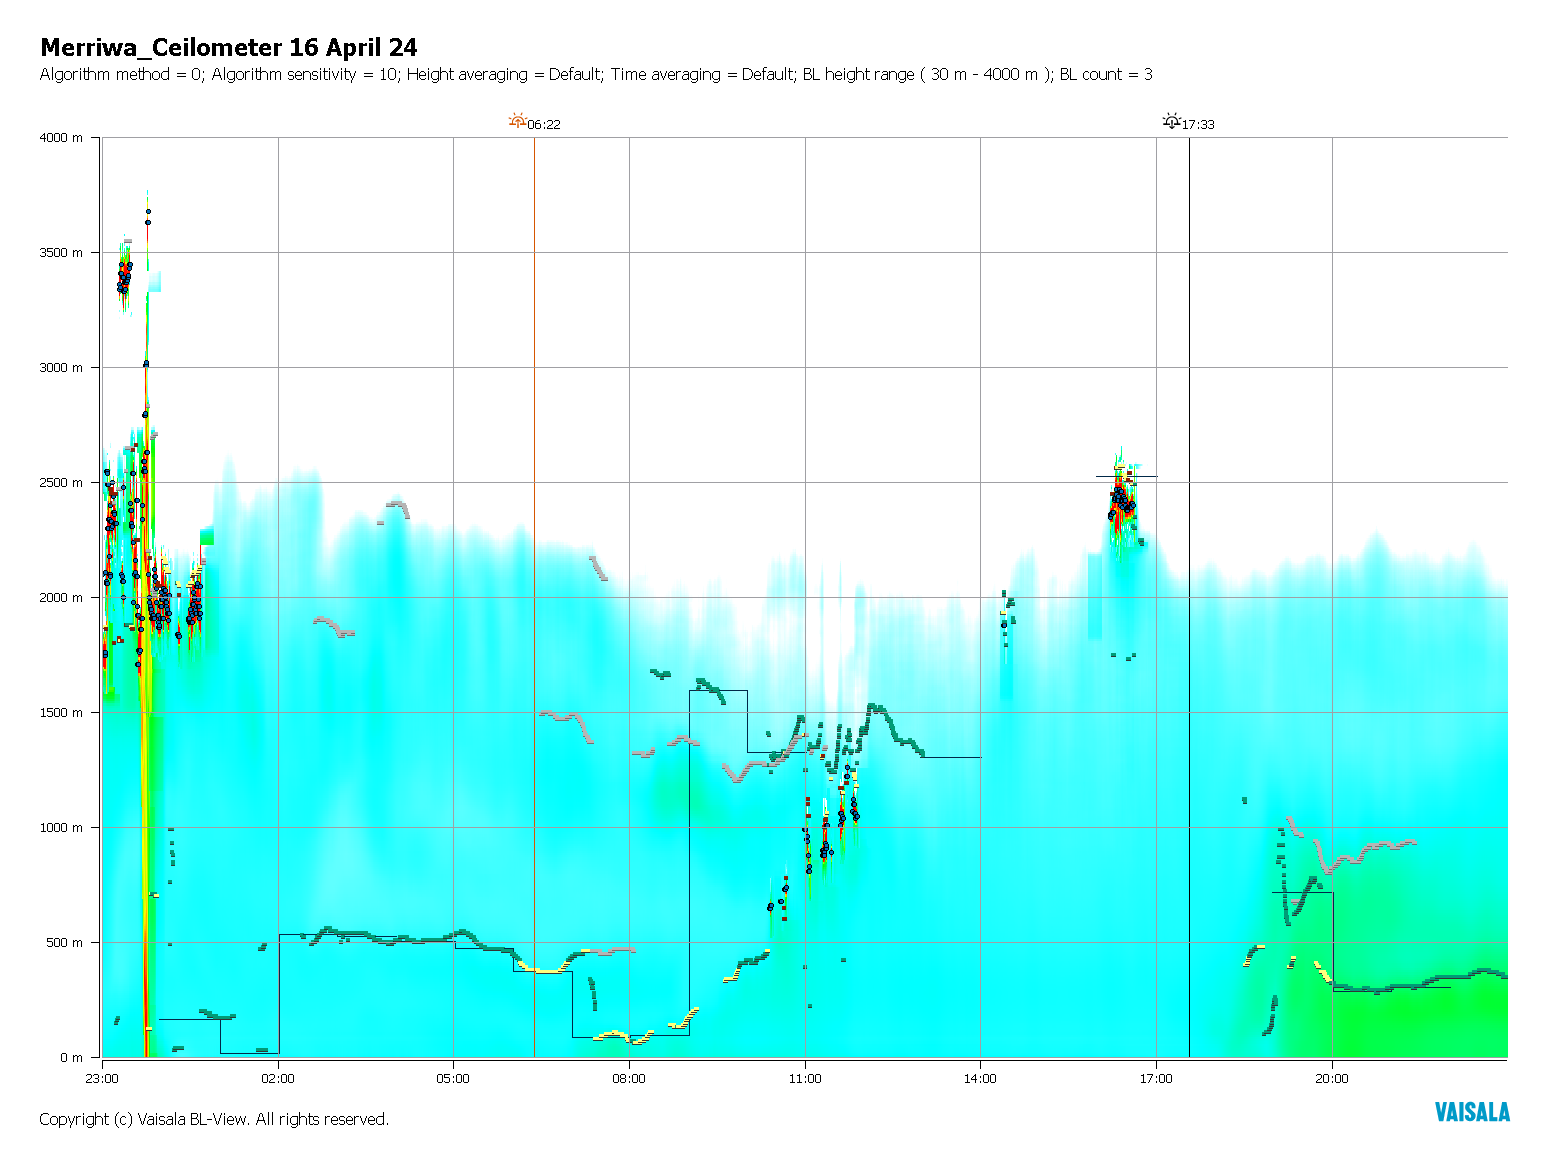 Merriwa_Ceilometer 16 April 24
Algorithm method = 0; Algorithm sensitivity = 10; Height averaging = Default; Time averaging = Default; BL height range ( 30 m - 4000 m ); BL count = 3
06:22
17:33
4000 m
3500 m
3000 m
2500 m
2000 m
1500 m
1000 m
500 m
0 m
23:00
02:00
05:00
08:00
11:00
14:00
17:00
20:00
Copyright (c) Vaisala BL-View. All rights reserved.
VAISALA